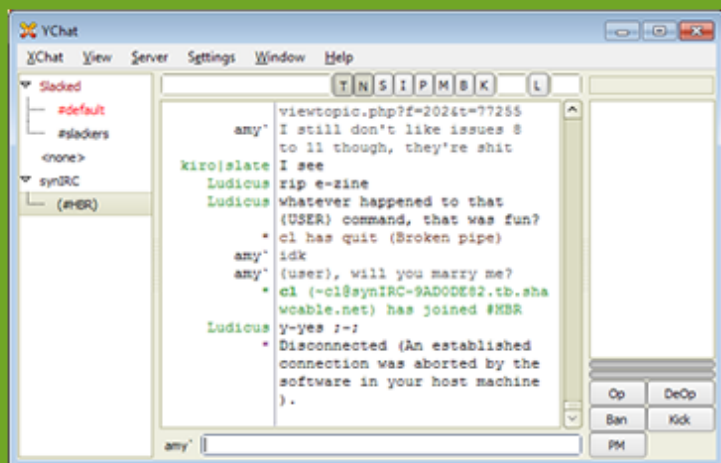 YChat
XChat View Server Settings Window Help
Slacked
#default
#slackers
<none>
synIRC
(#HBR)
T N S I P M B K L
viewtopic.php?f=202&t=77255
amy` I still don't like issues 8
to 11 though, they're shit
kiro|slate I see
Ludicus rip e-zine
Ludicus whatever happened to that
(USER) command, that was fun?
* cl has quit (Broken pipe)
amy` idk
amy` (user), will you marry me?
* cl (~cl@synIRC-9AD0DE82.tb.sha
wcable.net) has joined #HBR
Ludicus y-yes ;-;
* Disconnected (An established
connection was aborted by the
software in your host machine
).
Op DeOp
Ban Kick
PM
amy`